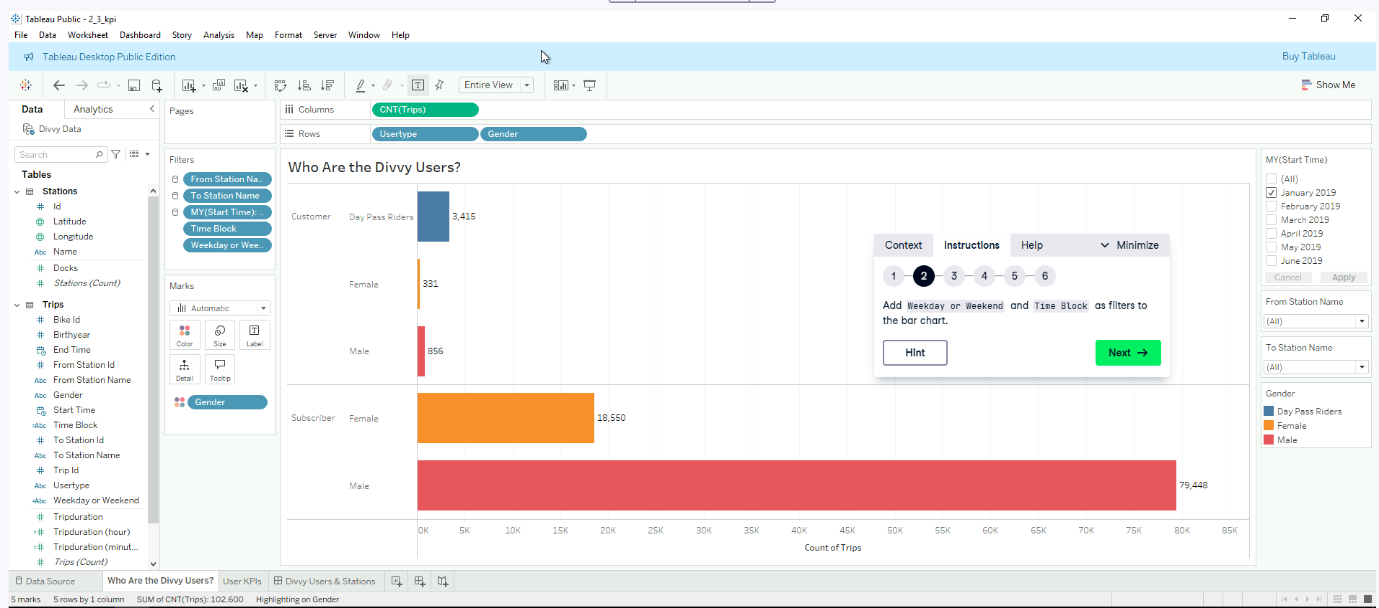 Tableau Public - 2_3_kpi
File Data Worksheet Dashboard Story Analysis Map Format Server Window Help
Tableau Desktop Public Edition
Buy Tableau
Entire View
Show Me
Data Analytics
Divvy Data
Search
Tables
Stations
# Id
Latitude
Longitude
Abc Name
# Docks
# Stations (Count)
Trips
# Bike Id
# Birthyear
End Time
# From Station Id
Abc From Station Name
Abc Gender
Start Time
=Abc Time Block
# To Station Id
Abc To Station Name
# Trip Id
Abc Usertype
=Abc Weekday or Weekend
# Tripduration
=# Tripduration (hour)
=# Tripduration (minut...
# Trips (Count)
Pages
Filters
From Station Na..
To Station Name
MY(Start Time): ..
Time Block
Weekday or Wee..
Marks
Automatic
Color Size Label
Detail Tooltip
Gender
Columns CNT(Trips)
Rows Usertype Gender
Who Are the Divvy Users?
Customer Day Pass Riders 3,415
Female 331
Male 856
Subscriber Female 18,550
Male 79,448
0K 5K 10K 15K 20K 25K 30K 35K 40K 45K 50K 55K 60K 65K 70K 75K 80K 85K
Count of Trips
Context Instructions Help Minimize
1 2 3 4 5 6
Add Weekday or Weekend and Time Block as filters to
the bar chart.
Hint
Next
MY(Start Time)
(All)
January 2019
February 2019
March 2019
April 2019
May 2019
June 2019
Cancel Apply
From Station Name
(All)
To Station Name
(All)
Gender
Day Pass Riders
Female
Male
Data Source Who Are the Divvy Users? User KPIs Divvy Users & Stations
5 marks 5 rows by 1 column SUM of CNT(Trips): 102,600 Highlighting on Gender